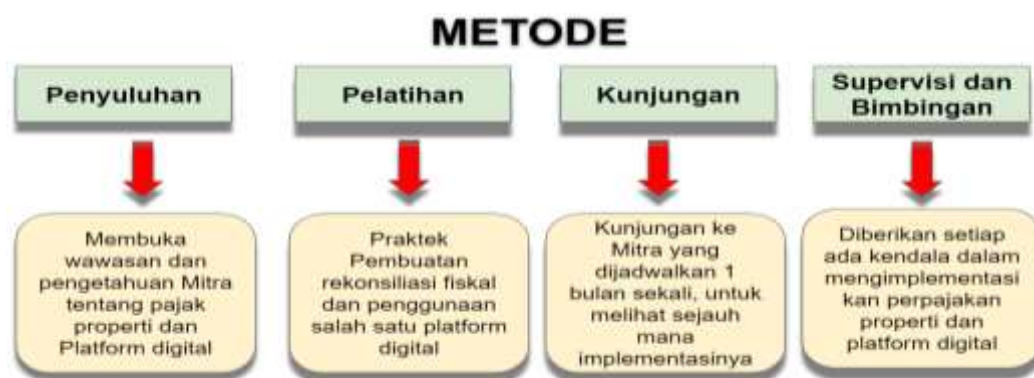 METODE
Penyuluhan
Membuka
wawasan dan
pengetahuan Mitra
tentang pajak
properti dan
Platform digital
Pelatihan
Praktek
Pembuatan
rekonsiliasi fiskal
dan penggunaan
salah satu platform
digital
Kunjungan
Kunjungan ke
Mitra yang
dijadwalkan 1
bulan sekali, untuk
melihat sejauh
mana
implementasinya
Supervisi dan
Bimbingan
Diberikan setiap
ada kendala dalam
mengimplementasi
kan perpajakan
properti dan
platform digital